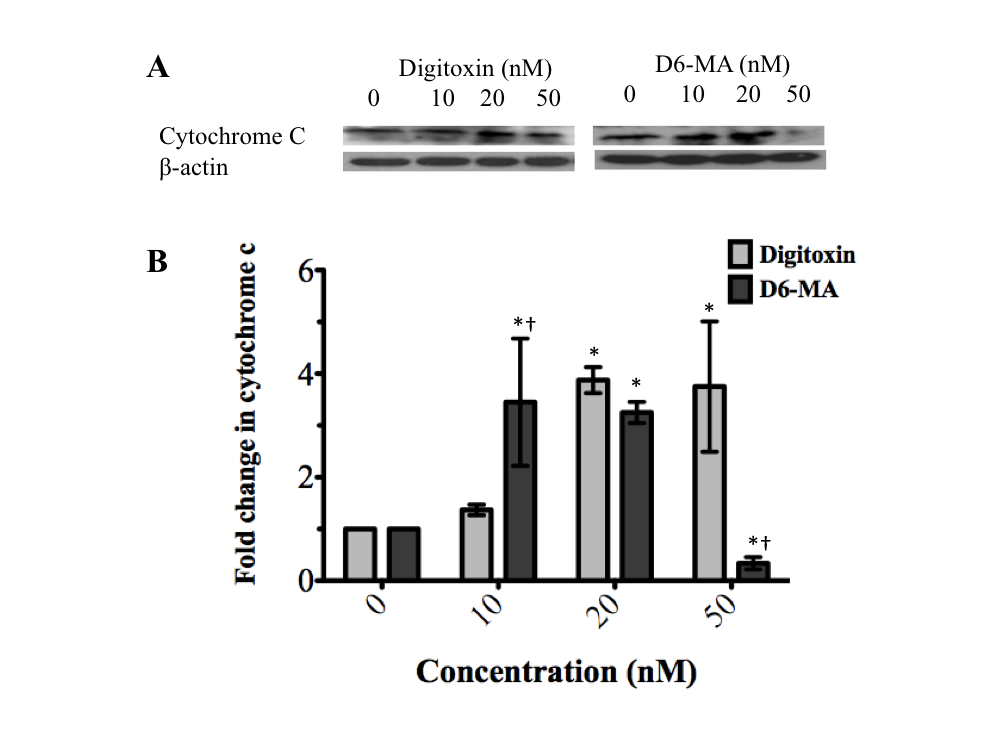 A
Digitoxin (nM)
0 10 20 50
D6-MA (nM)
0 10 20 50
Cytochrome C
β-actin
B
Fold change in cytochrome c
6
4
2
0
Digitoxin
D6-MA
*†
*
*
*
*†
0 10 20 50
Concentration (nM)